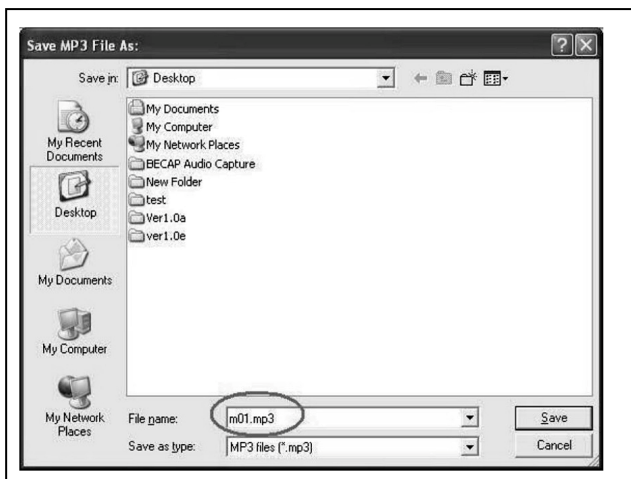 Save MP3 File As:
Save in:
Desktop
My Recent
Documents
Desktop
My Documents
My Computer
My Network
Places
My Documents
My Computer
My Network Places
BECAP Audio Capture
New Folder
test
Ver1.0a
ver1.0e
File name:
m01.mp3
Save
Save as type:
MP3 files (*.mp3)
Cancel